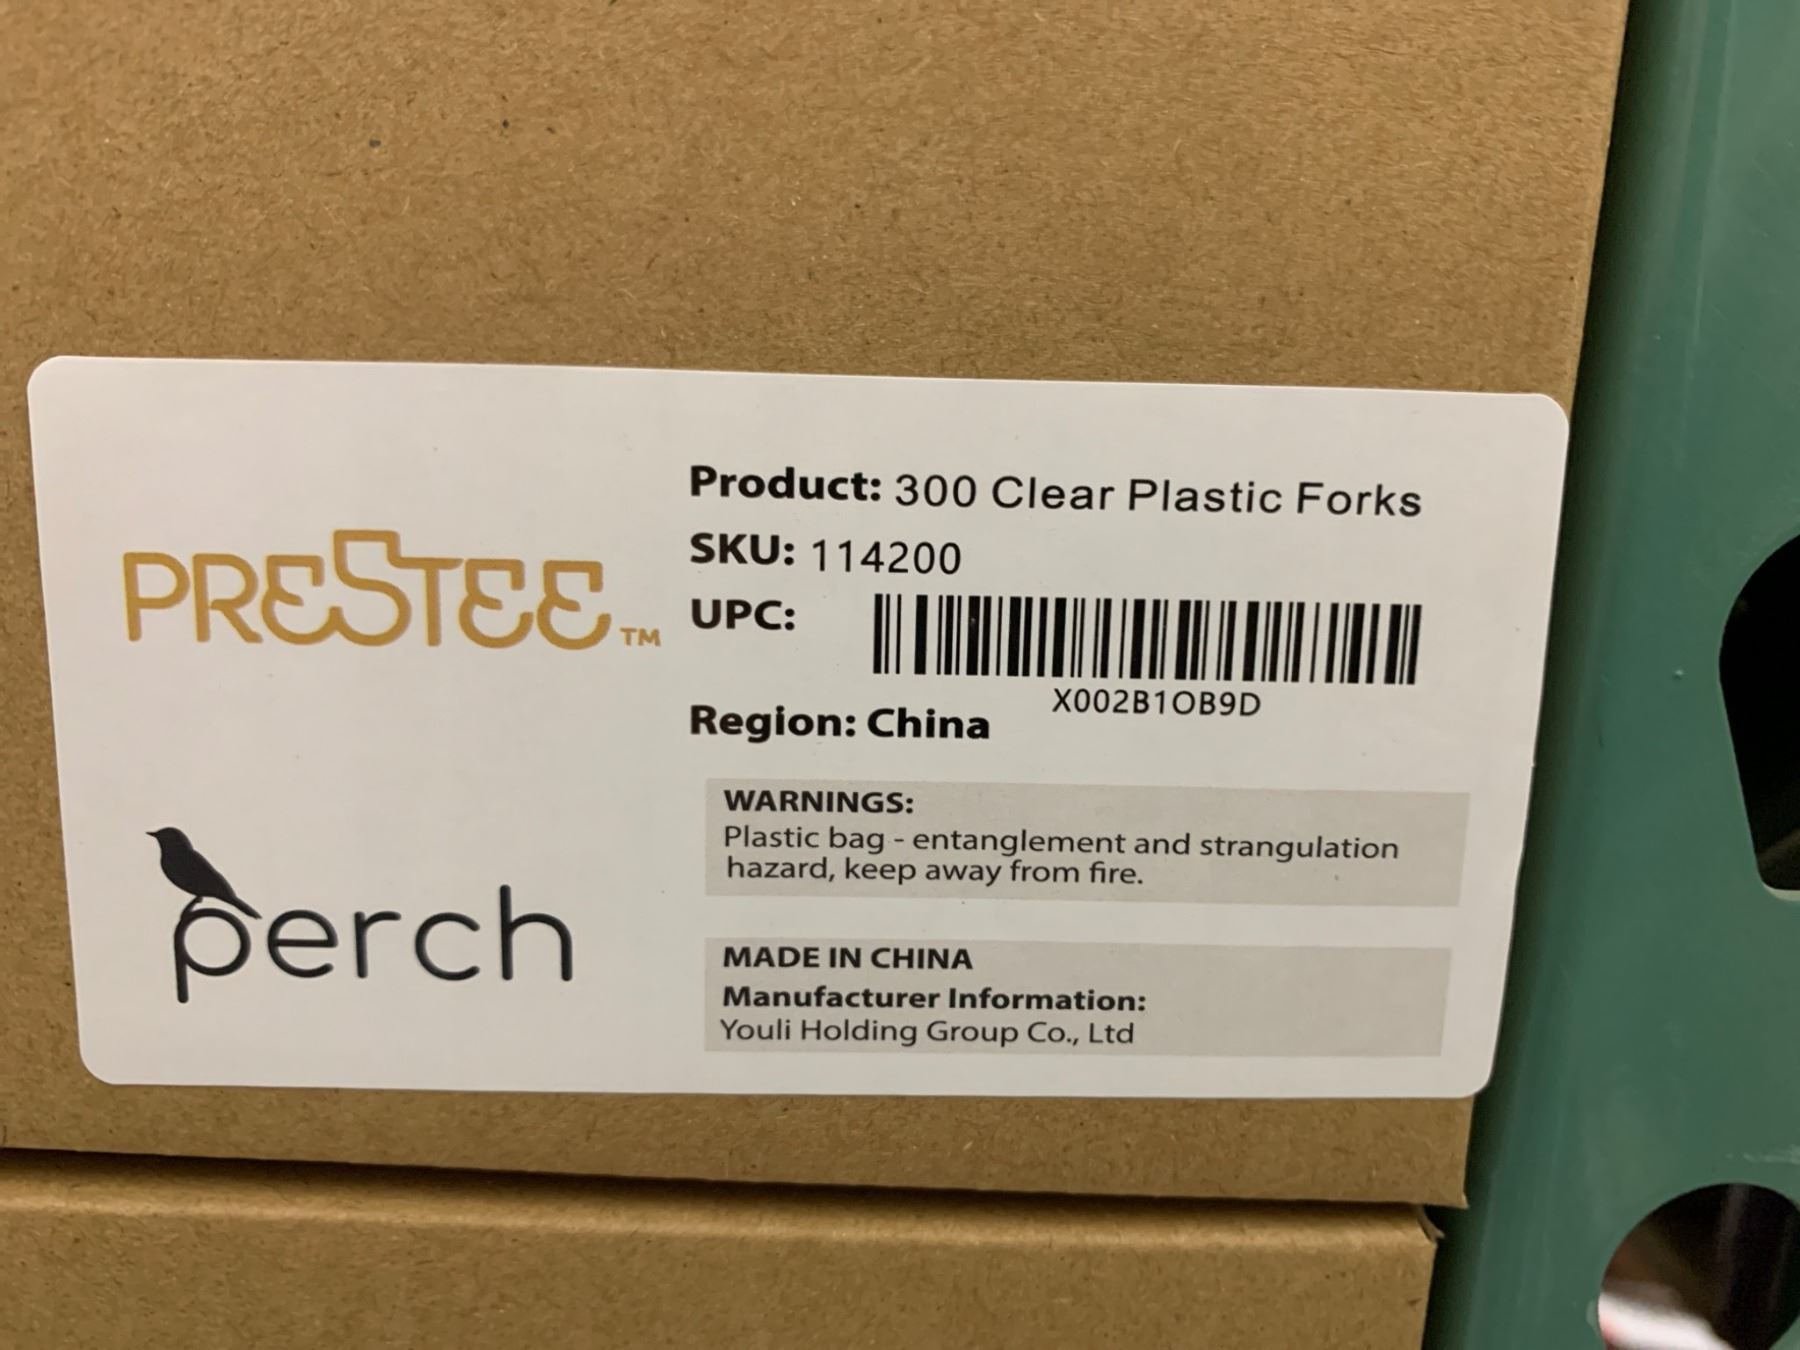 PRESTEE™
Product: 300 Clear Plastic Forks
SKU: 114200
UPC:
X002B1OB9D
Region: China
perch
WARNINGS:
Plastic bag - entanglement and strangulation
hazard, keep away from fire.
MADE IN CHINA
Manufacturer Information:
Youli Holding Group Co., Ltd